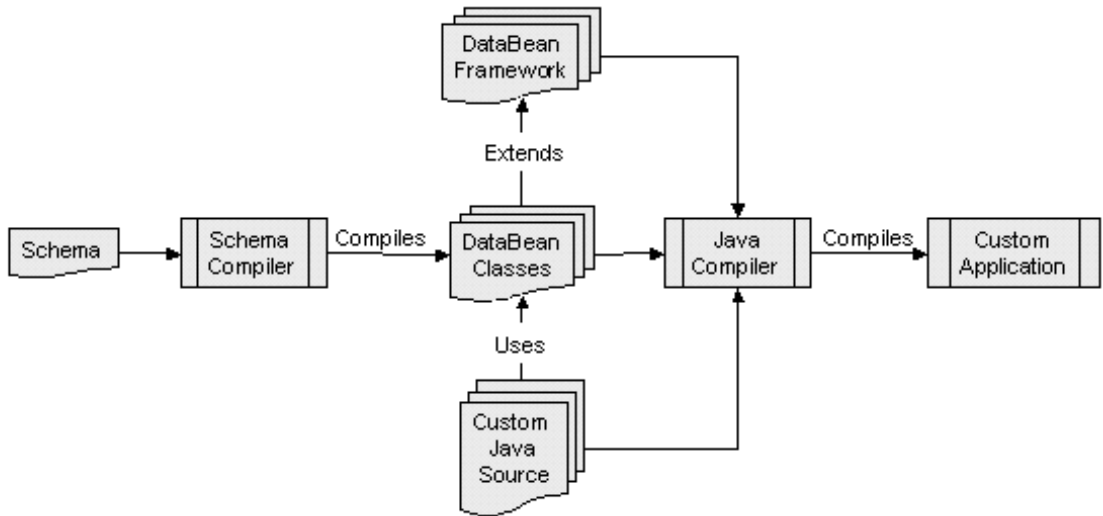 DataBean
Framework
Extends
Schema
Schema
Compiler
Compiles
DataBean
Classes
Java
Compiler
Compiles
Custom
Application
Uses
Custom
Java
Source